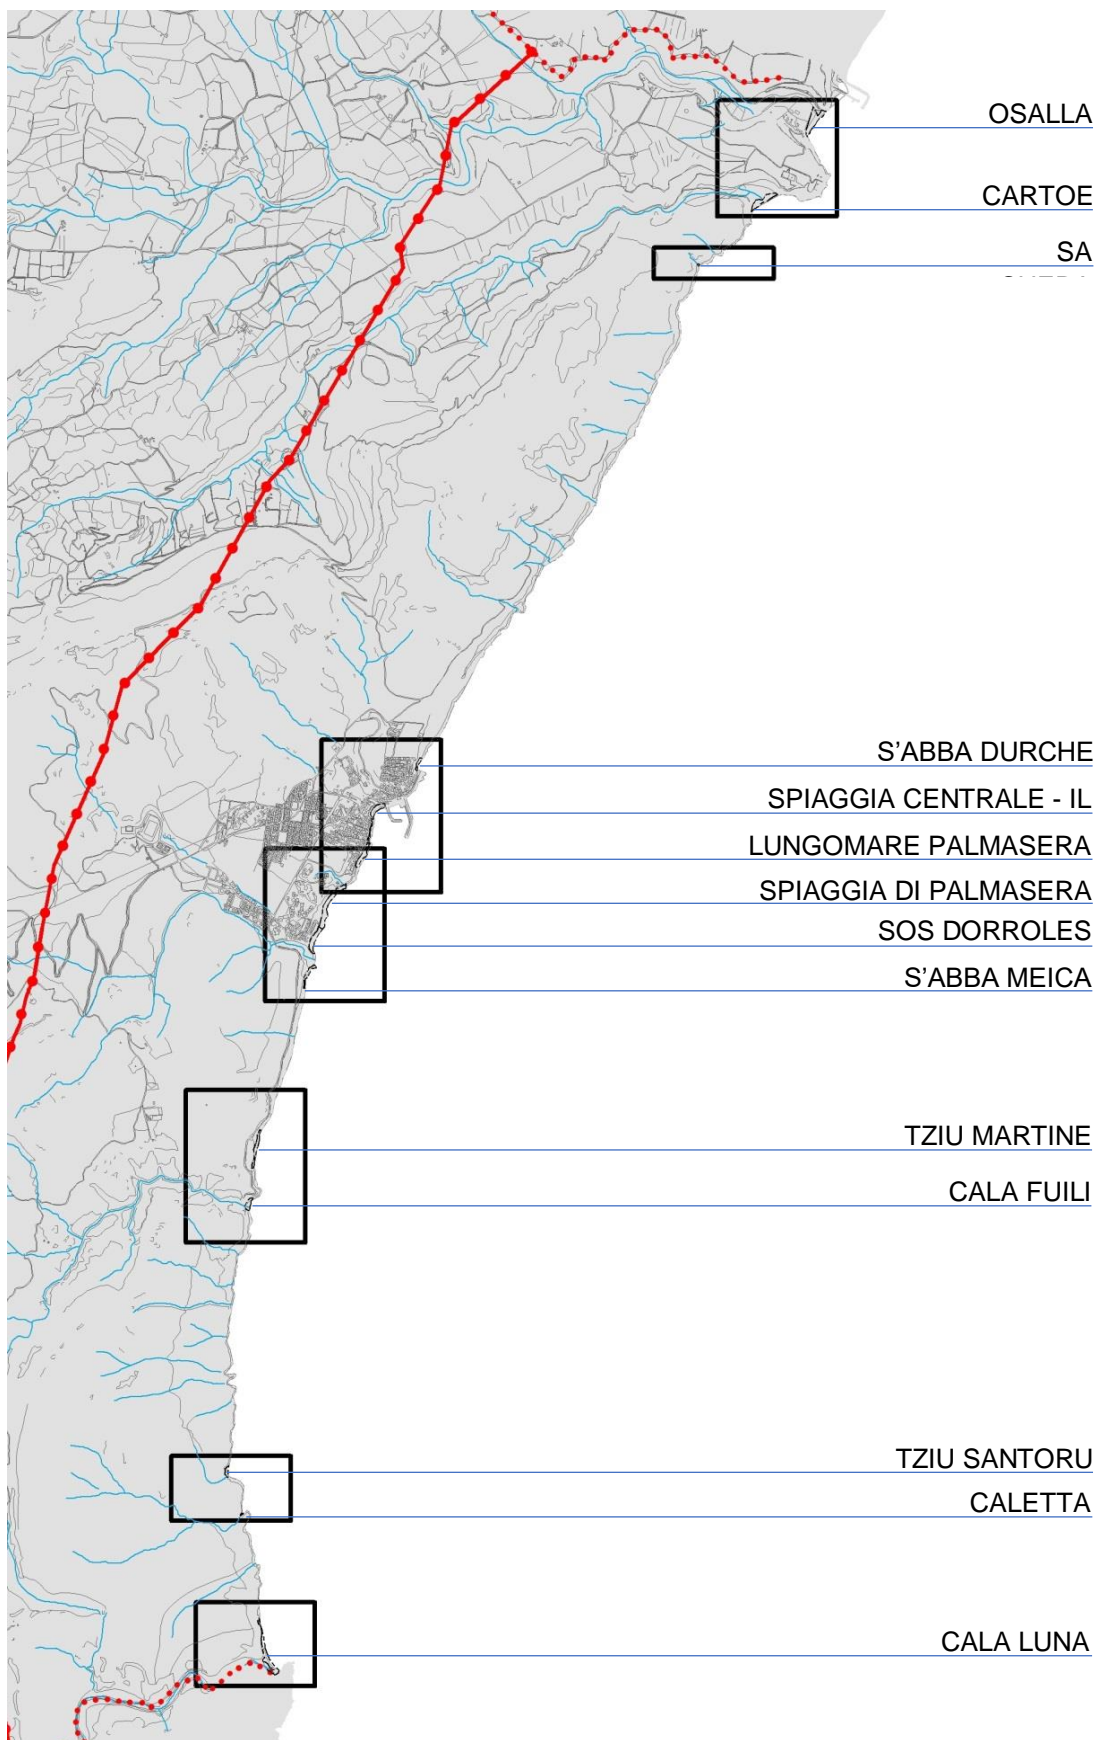 OSALLA
CARTOE
SA
S'ABBA DURCHE
SPIAGGIA CENTRALE - IL
LUNGOMARE PALMASERA
SPIAGGIA DI PALMASERA
SOS DORROLES
S'ABBA MEICA
TZIU MARTINE
CALA FUILI
TZIU SANTORU
CALETTA
CALA LUNA